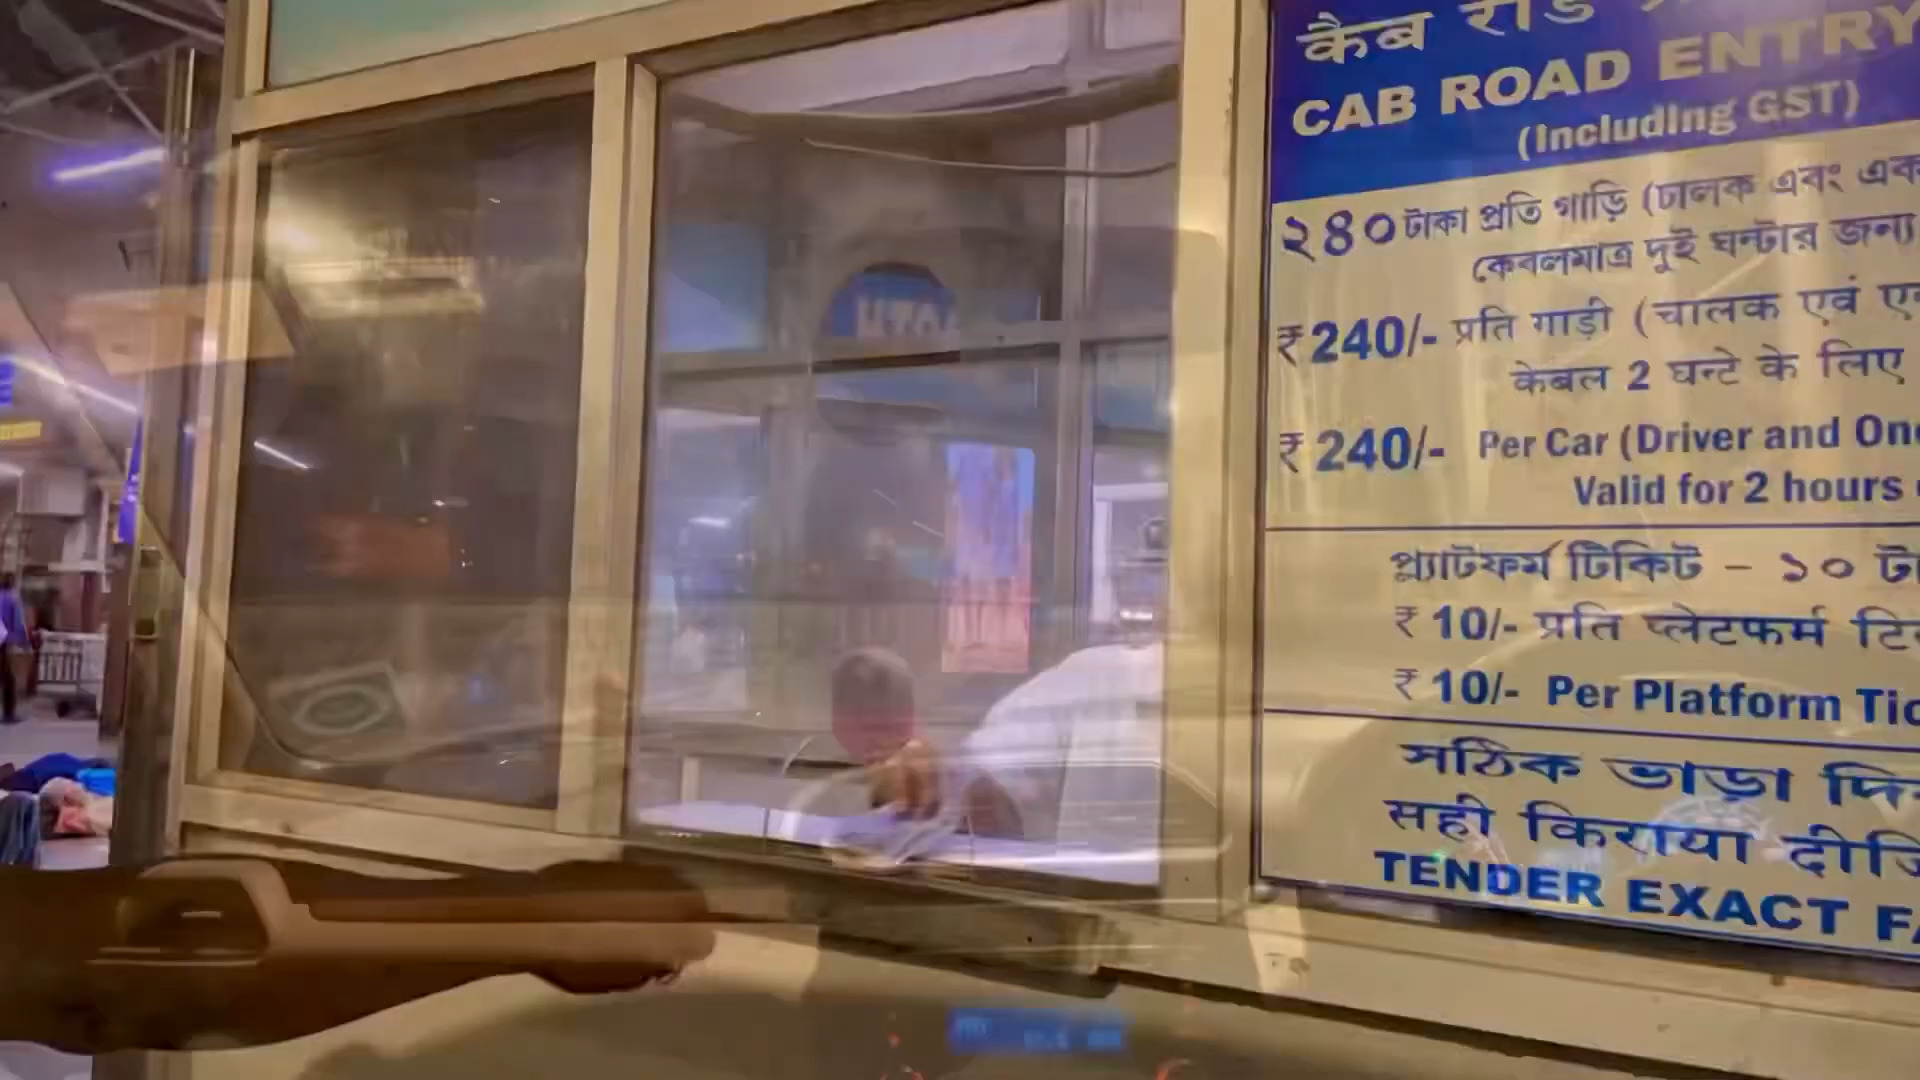 कैब रोड
CAB ROAD ENTRY
(Including GST)
২৪০ টাকা প্রতি গাড়ি (চালক এবং এক
কেবলমাত্র দুই ঘন্টার জন্য
₹240/- प्रति गाड़ी (चालक एवं ए
केबल 2 घन्टे के लिए
₹240/- Per Car (Driver and One
Valid for 2 hours
প্ল্যাটফর্ম টিকিট – ১০ টা
₹ 10/- प्रति प्लेटफर्म टि
₹ 10/- Per Platform Tic
সঠিক ভাড়া দি
सही किराया दीजि
TENDER EXACT FA